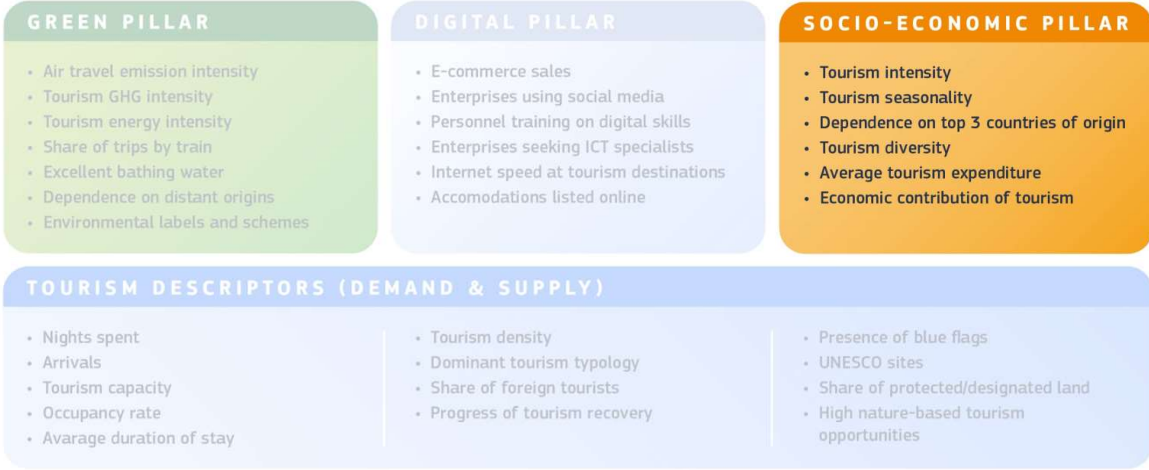 GREEN PILLAR
• Air travel emission intensity
• Tourism GHG intensity
• Tourism energy intensity
• Share of trips by train
• Excellent bathing water
• Dependence on distant origins
• Environmental labels and schemes
DIGITAL PILLAR
• E-commerce sales
• Enterprises using social media
• Personnel training on digital skills
• Enterprises seeking ICT specialists
• Internet speed at tourism destinations
• Accomodations listed online
SOCIO-ECONOMIC PILLAR
• Tourism intensity
• Tourism seasonality
• Dependence on top 3 countries of origin
• Tourism diversity
• Average tourism expenditure
• Economic contribution of tourism
TOURISM DESCRIPTORS (DEMAND & SUPPLY)
• Nights spent
• Arrivals
• Tourism capacity
• Occupancy rate
• Avarage duration of stay
• Tourism density
• Dominant tourism typology
• Share of foreign tourists
• Progress of tourism recovery
• Presence of blue flags
• UNESCO sites
• Share of protected/designated land
• High nature-based tourism
opportunities